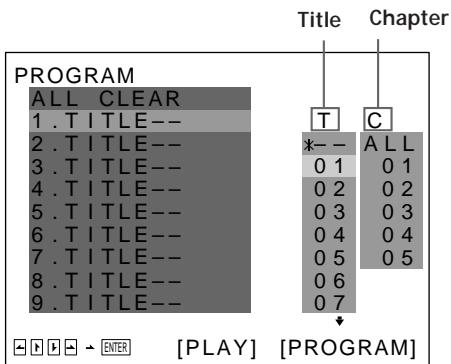 Title Chapter
PROGRAM
ALL CLEAR
1.TITLE-- T C
2.TITLE-- *-- ALL
3.TITLE-- 01 01
4.TITLE-- 02 02
5.TITLE-- 03 03
6.TITLE-- 04 04
7.TITLE-- 05 05
8.TITLE-- 06
9.TITLE-- 07
ENTER [PLAY] [PROGRAM]